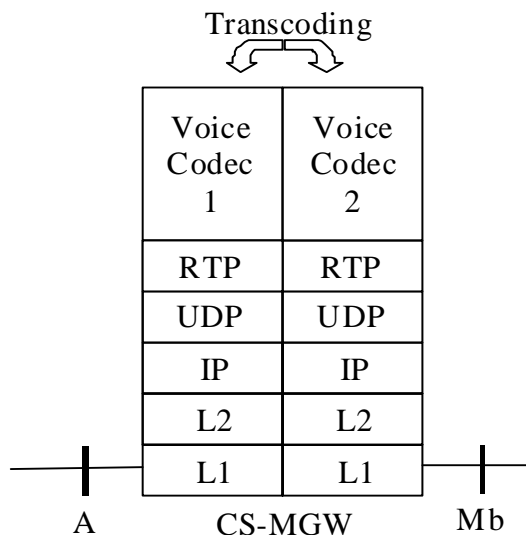 Transcoding
Voice Codec 1
Voice Codec 2
RTP RTP
UDP UDP
IP IP
L2 L2
L1 L1
A CS-MGW Mb